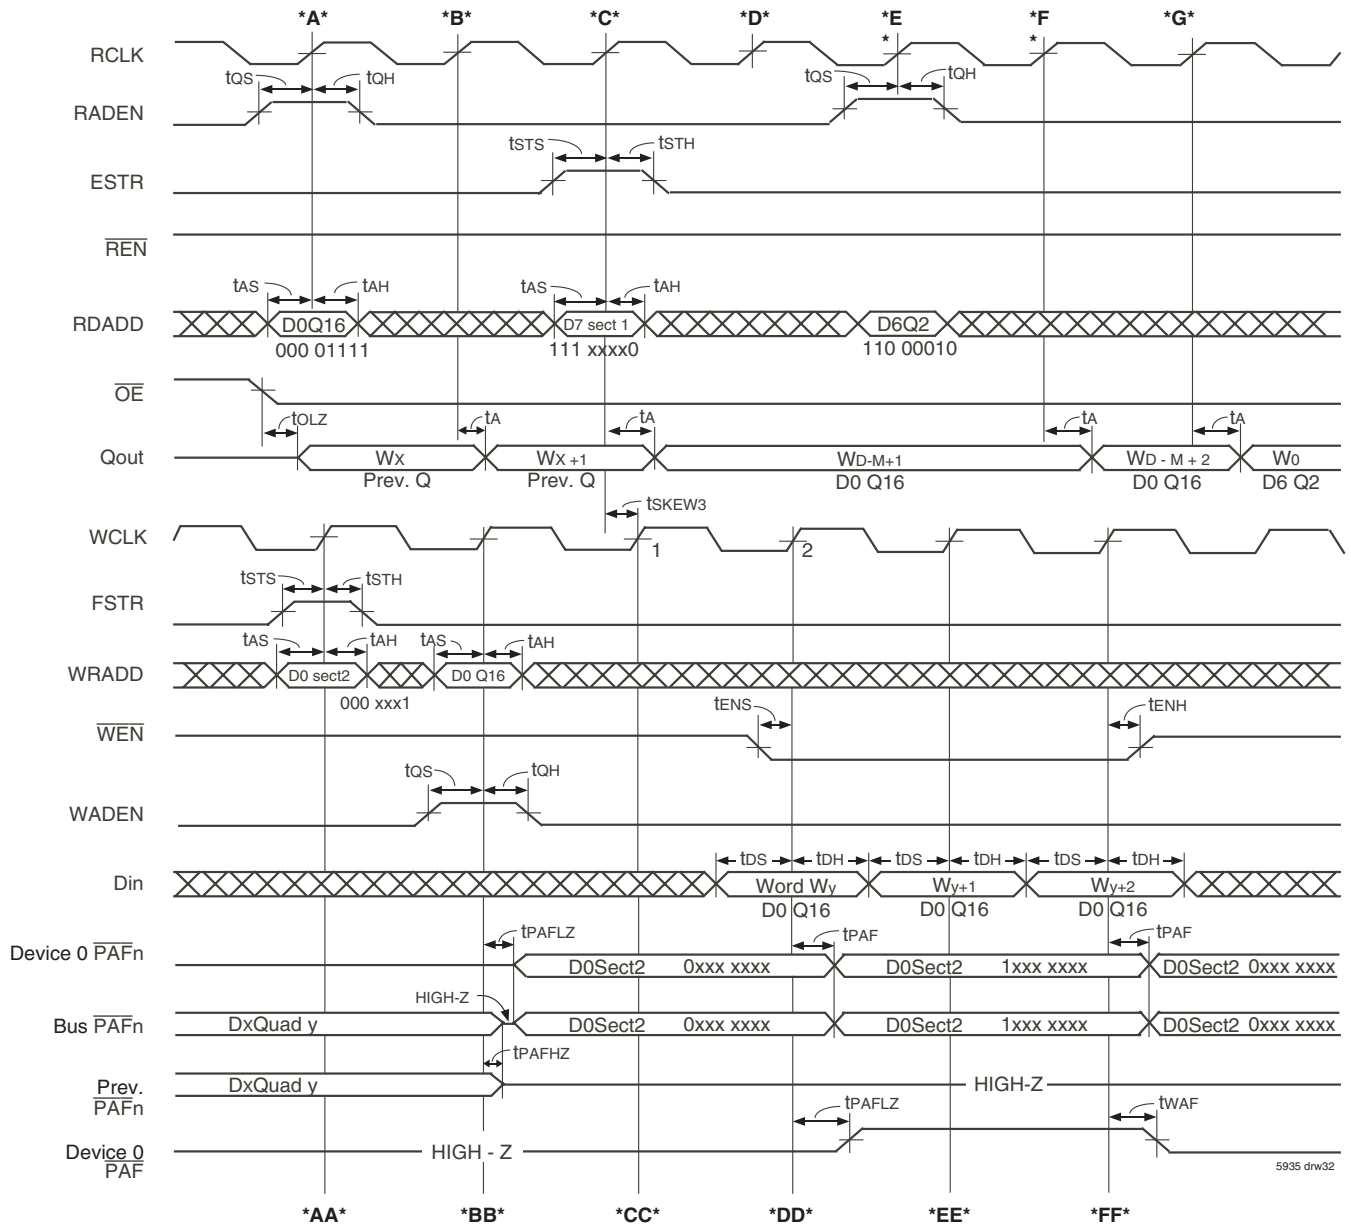 *A* *B* *C* *D* *E *F *G*
* *
RCLK
tQS tQH tQS tQH
RADEN
tSTS tSTH
ESTR
REN
tAS tAH tAS tAH
RDADD D0Q16 D7 sect 1 D6Q2
000 01111 111 xxxx0 110 00010
OE
tOLZ tA tA tA tA
Qout WX WX +1 WD-M+1 WD - M + 2 W0
Prev. Q Prev. Q D0 Q16 D0 Q16 D6 Q2
tSKEW3
WCLK 1 2
tSTS tSTH
FSTR
tAS tAH tAS tAH
WRADD D0 sect2 D0 Q16
000 xxx1
tENS tENH
WEN
tQS tQH
WADEN
tDS tDH tDS tDH tDS tDH
Din Word Wy Wy+1 Wy+2
D0 Q16 D0 Q16 D0 Q16
tPAFLZ tPAF tPAF
Device 0 PAFn D0Sect2 0xxx xxxx D0Sect2 1xxx xxxx D0Sect2 0xxx xxxx
HIGH-Z
Bus PAFn DxQuad y D0Sect2 0xxx xxxx D0Sect2 1xxx xxxx D0Sect2 0xxx xxxx
tPAFHZ
Prev. DxQuad y HIGH-Z
PAFn
tPAFLZ tWAF
Device 0 HIGH - Z
PAF
5935 drw32
*AA* *BB* *CC* *DD* *EE* *FF*